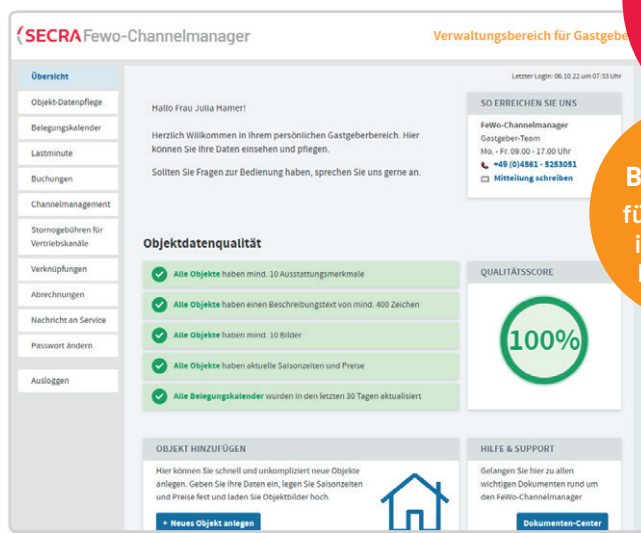 SECRA Fewo-Channelmanager
Verwaltungsbereich für Gastgeber
Letzter Login: 06.10.22 um 07:33 Uhr
Übersicht
Objekt-Datenpflege
Belegungskalender
Lastminute
Buchungen
Channelmanagement
Stornogebühren für
Vertriebskanäle
Verknüpfungen
Abrechnungen
Nachricht an Service
Passwort ändern
Ausloggen
Hallo Frau Julia Hamer!
Herzlich Willkommen in Ihrem persönlichen Gastgeberbereich. Hier
können Sie Ihre Daten einsehen und pflegen.
Sollten Sie Fragen zur Bedienung haben, sprechen Sie uns gerne an.
SO ERREICHEN SIE UNS
FeWo-Channelmanager
Gastgeber-Team
Mo. - Fr. 09.00 - 17.00 Uhr
+49 (0)4561 - 5253051
Mitteilung schreiben
Objektdatenqualität
Alle Objekte haben mind. 10 Ausstattungsmerkmale
Alle Objekte haben einen Beschreibungstext von mind. 400 Zeichen
Alle Objekte haben mind. 10 Bilder
Alle Objekte haben aktuelle Saisonzeiten und Preise
Alle Belegungskalender wurden in den letzten 30 Tagen aktualisiert
QUALITÄTSSCORE
100%
OBJEKT HINZUFÜGEN
Hier können Sie schnell und unkompliziert neue Objekte
anlegen. Geben Sie Ihre Daten ein, legen Sie Saisonzeiten
und Preise fest und laden Sie Objektbilder hoch.
+ Neues Objekt anlegen
HILFE & SUPPORT
Gelangen Sie hier zu allen
wichtigen Dokumenten rund um
den FeWo-Channelmanager
Dokumenten-Center